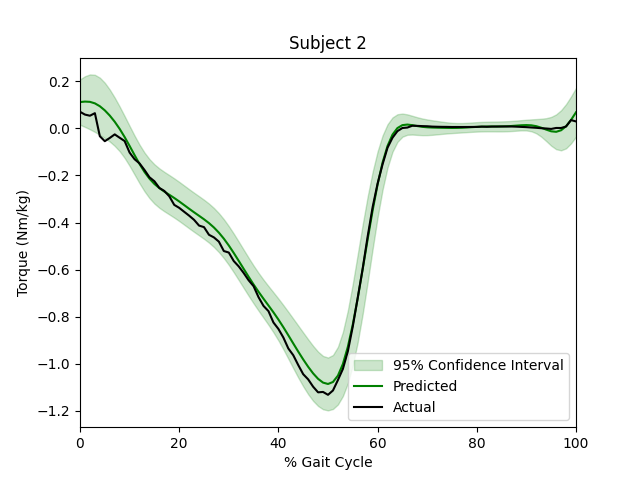 Subject 2
Torque (Nm/kg)
0.2
0.0
−0.2
−0.4
−0.6
−0.8
−1.0
−1.2
95% Confidence Interval
Predicted
Actual
0 20 40 60 80 100
% Gait Cycle